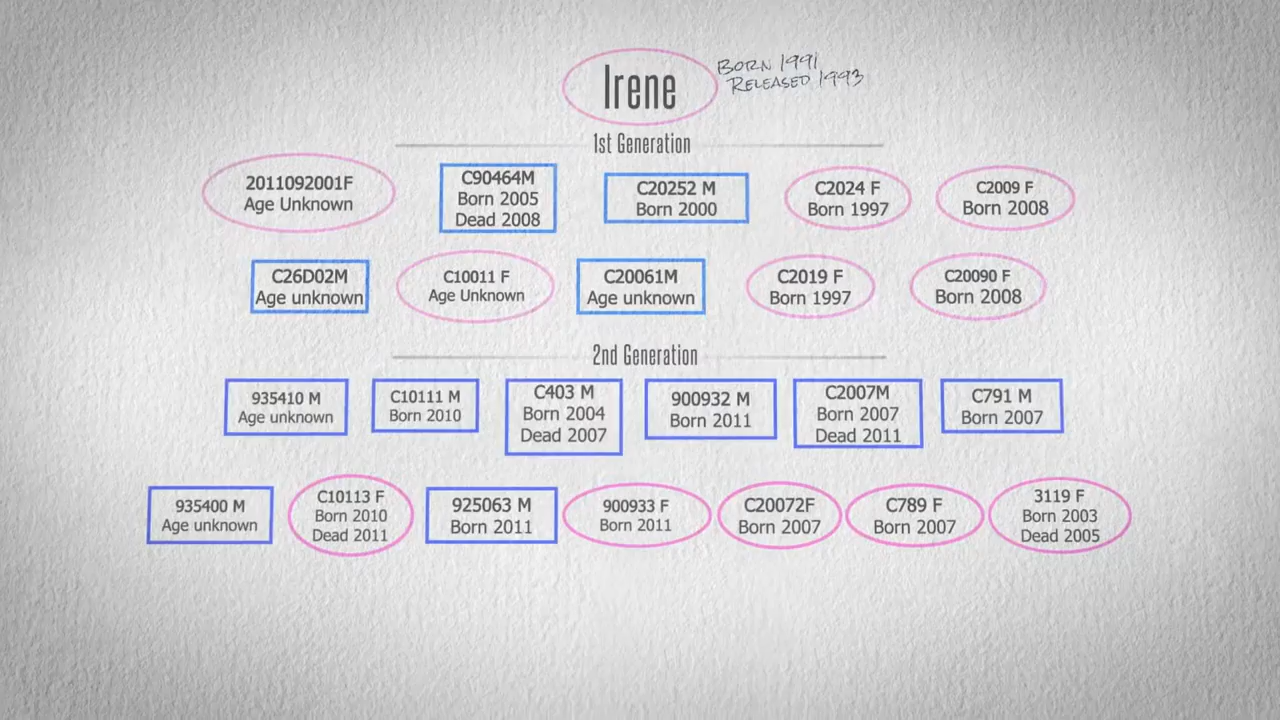 Irene
BORN 1991
RELEASED 1993
1st Generation
2011092001F
Age Unknown
C90464M
Born 2005
Dead 2008
C20252 M
Born 2000
C2024 F
Born 1997
C2009 F
Born 2008
C26D02M
Age unknown
C10011 F
Age Unknown
C20061M
Age unknown
C2019 F
Born 1997
C20090 F
Born 2008
2nd Generation
935410 M
Age unknown
C10111 M
Born 2010
C403 M
Born 2004
Dead 2007
900932 M
Born 2011
C2007M
Born 2007
Dead 2011
C791 M
Born 2007
935400 M
Age unknown
C10113 F
Born 2010
Dead 2011
925063 M
Born 2011
900933 F
Born 2011
C20072F
Born 2007
C789 F
Born 2007
3119 F
Born 2003
Dead 2005